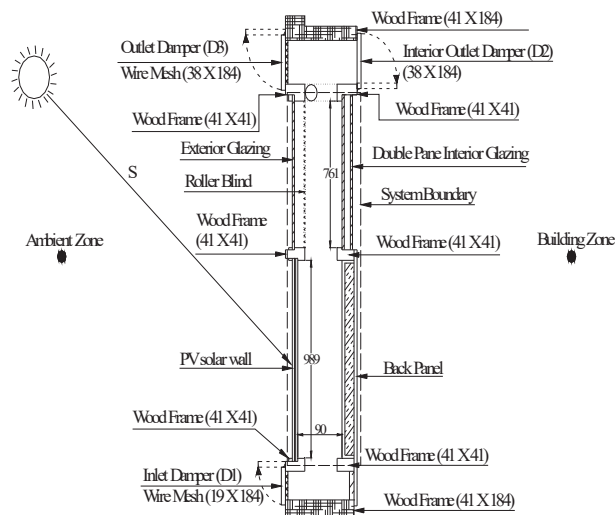 Wood Frame (41 X 184)
Outlet Damper (D3)
Wire Mesh (38 X 184)
Interior Outlet Damper (D2)
(38 X 184)
Wood Frame (41 X 41)
Wood Frame (41 X 41)
Exterior Glazing
Double Pane Interior Glazing
761
Roller Blind
S
System Boundary
Wood Frame
(41 X 41)
Wood Frame (41 X 41)
Ambient Zone
Building Zone
989
PV solar wall
Back Panel
Wood Frame (41 X 41)
90
Wood Frame (41 X 41)
Inlet Damper (D1)
Wire Mesh (19 X 184)
Wood Frame (41 X 184)